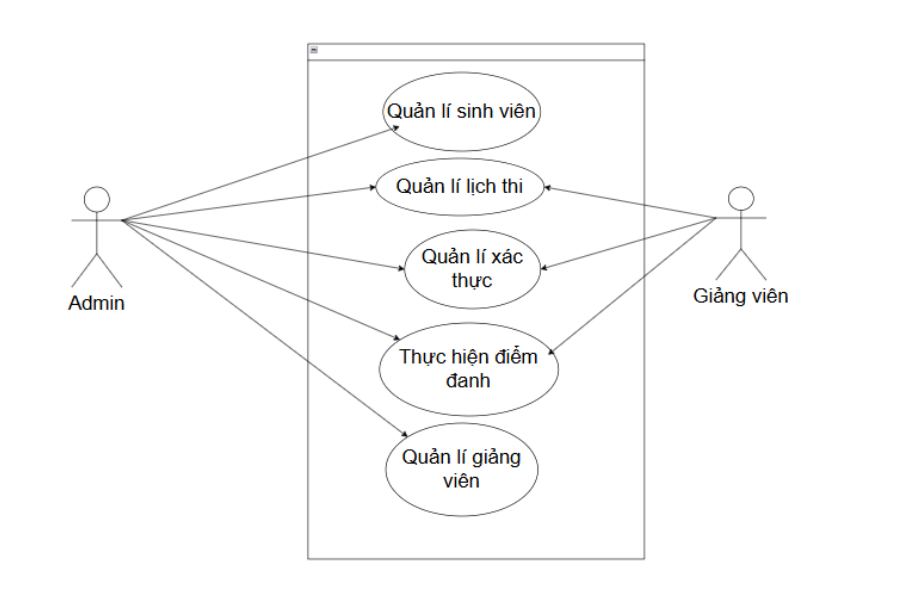 Quản lí sinh viên
Quản lí lịch thi
Quản lí xác
thực
Admin
Giảng viên
Thực hiện điểm
đanh
Quản lí giảng
viên